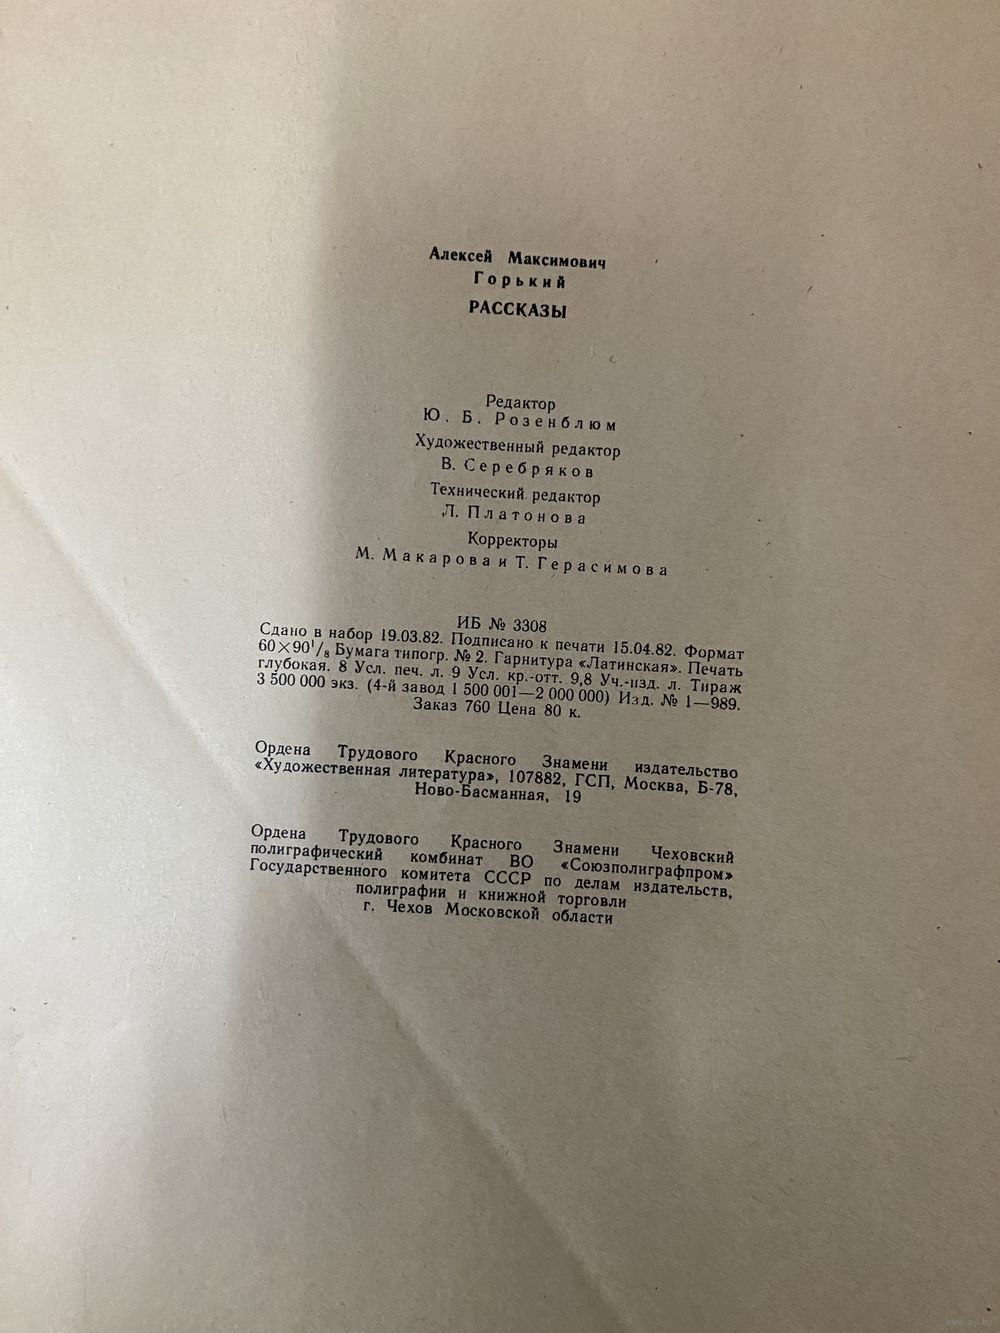 Алексей Максимович
Горький
РАССКАЗЫ
Редактор
Ю. Б. Розенблюм
Художественный редактор
В. Серебряков
Технический редактор
Л. Платонова
Корректоры
М. Макарова и Т. Герасимова
ИБ № 3308
Сдано в набор 19.03.82. Подписано к печати 15.04.82. Формат
60×90¹/₈ Бумага типогр. № 2. Гарнитура «Латинская». Печать
глубокая. 8 Усл. печ. л. 9 Усл. кр.-отт. 9,8 Уч.-изд. л. Тираж
3 500 000 экз. (4-й завод 1 500 001—2 000 000) Изд. № 1—989.
Заказ 760 Цена 80 к.
Ордена Трудового Красного Знамени издательство
«Художественная литература», 107882, ГСП, Москва, Б-78,
Ново-Басманная, 19
Ордена Трудового Красного Знамени Чеховский
полиграфический комбинат ВО «Союзполиграфпром»
Государственного комитета СССР по делам издательств,
полиграфии и книжной торговли
г. Чехов Московской области
www.ay.by